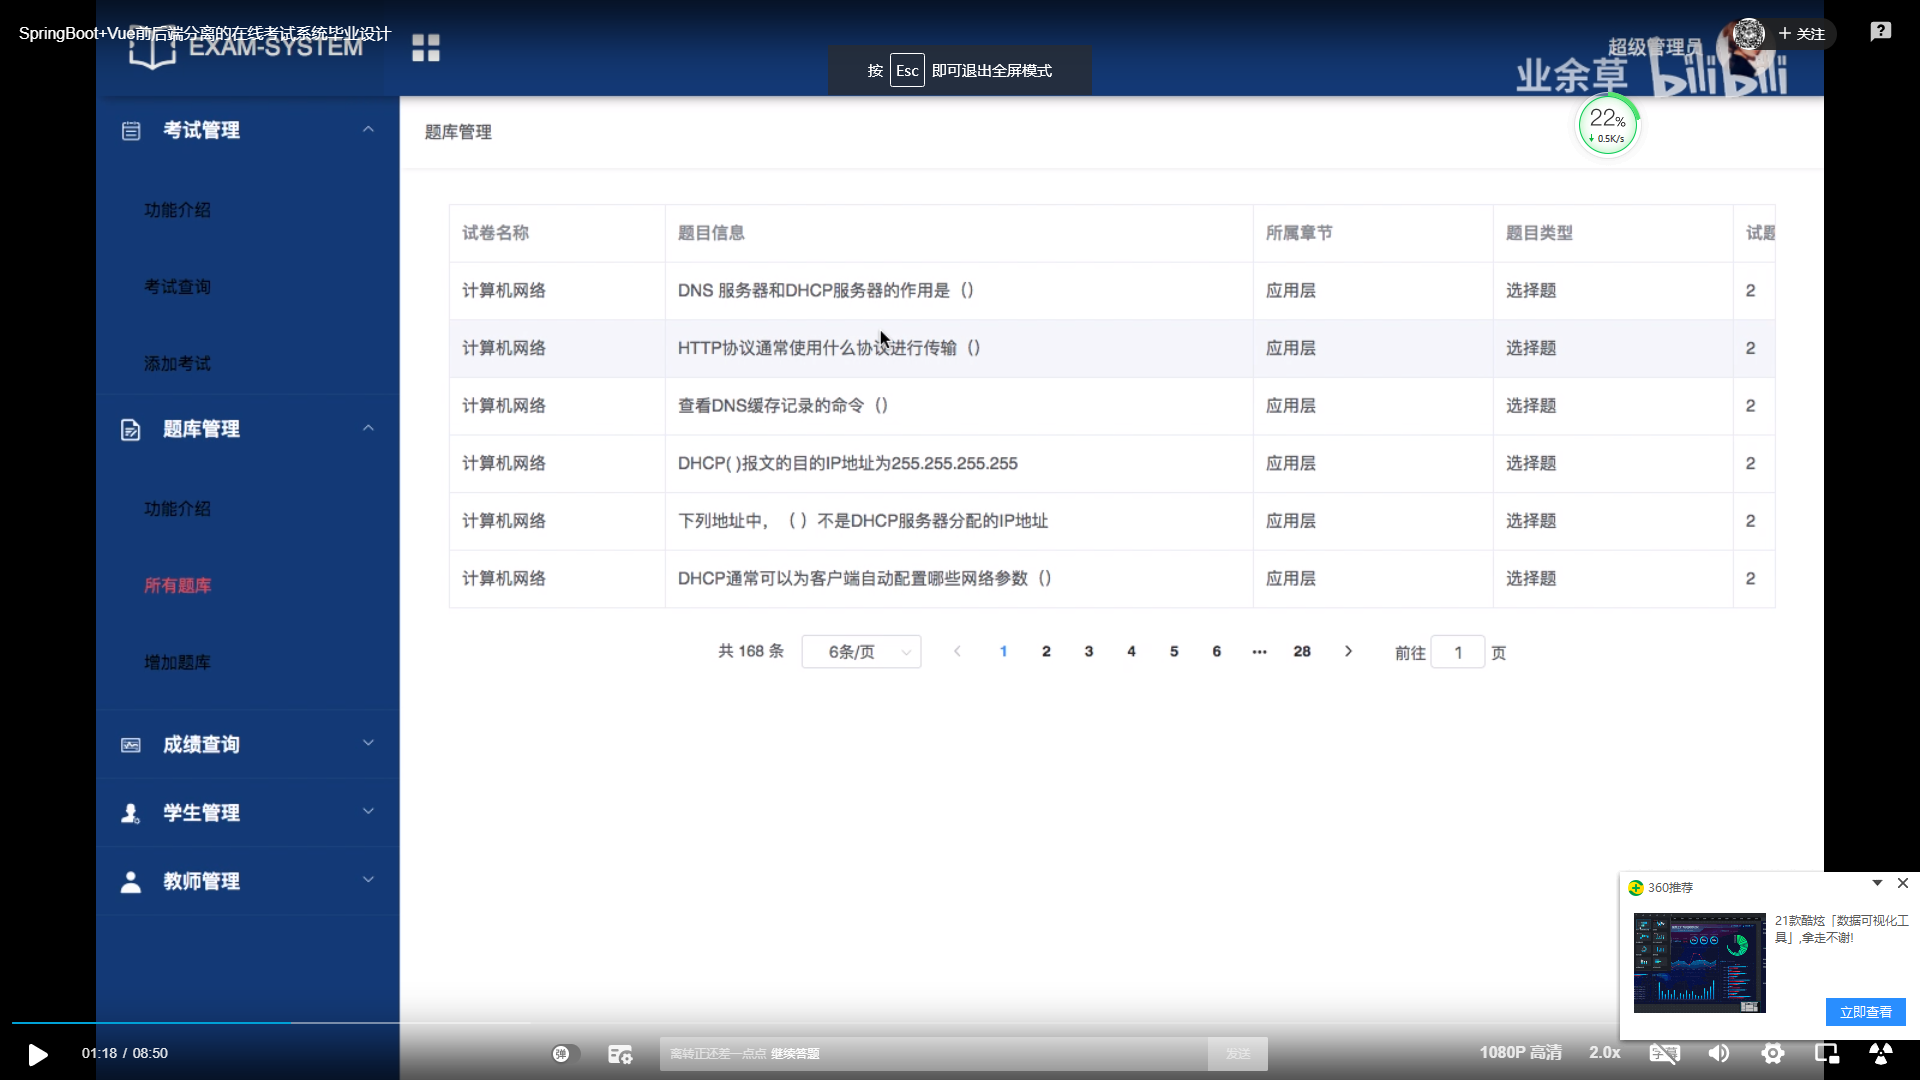 SpringBoot+Vue前后端分离的在线考试系统毕业设计
EXAM-SYSTEM
按 Esc 即可退出全屏模式
超级管理员
+ 关注
业余草 bilibili
22%
0.5K/s
考试管理
功能介绍
考试查询
添加考试
题库管理
功能介绍
所有题库
增加题库
成绩查询
学生管理
教师管理
题库管理
试卷名称 题目信息 所属章节 题目类型 试题
计算机网络 DNS 服务器和DHCP服务器的作用是（） 应用层 选择题 2
计算机网络 HTTP协议通常使用什么协议进行传输（） 应用层 选择题 2
计算机网络 查看DNS缓存记录的命令（） 应用层 选择题 2
计算机网络 DHCP( )报文的目的IP地址为255.255.255.255 应用层 选择题 2
计算机网络 下列地址中，（ ）不是DHCP服务器分配的IP地址 应用层 选择题 2
计算机网络 DHCP通常可以为客户端自动配置哪些网络参数（） 应用层 选择题 2
共 168 条 6条/页 1 2 3 4 5 6 ••• 28 前往 1 页
360推荐
21款酷炫「数据可视化工
具」,拿走不谢!
立即查看
01:18 / 08:50
弹
离转正还差一点点 继续答题
发送
1080P 高清
2.0x
字幕